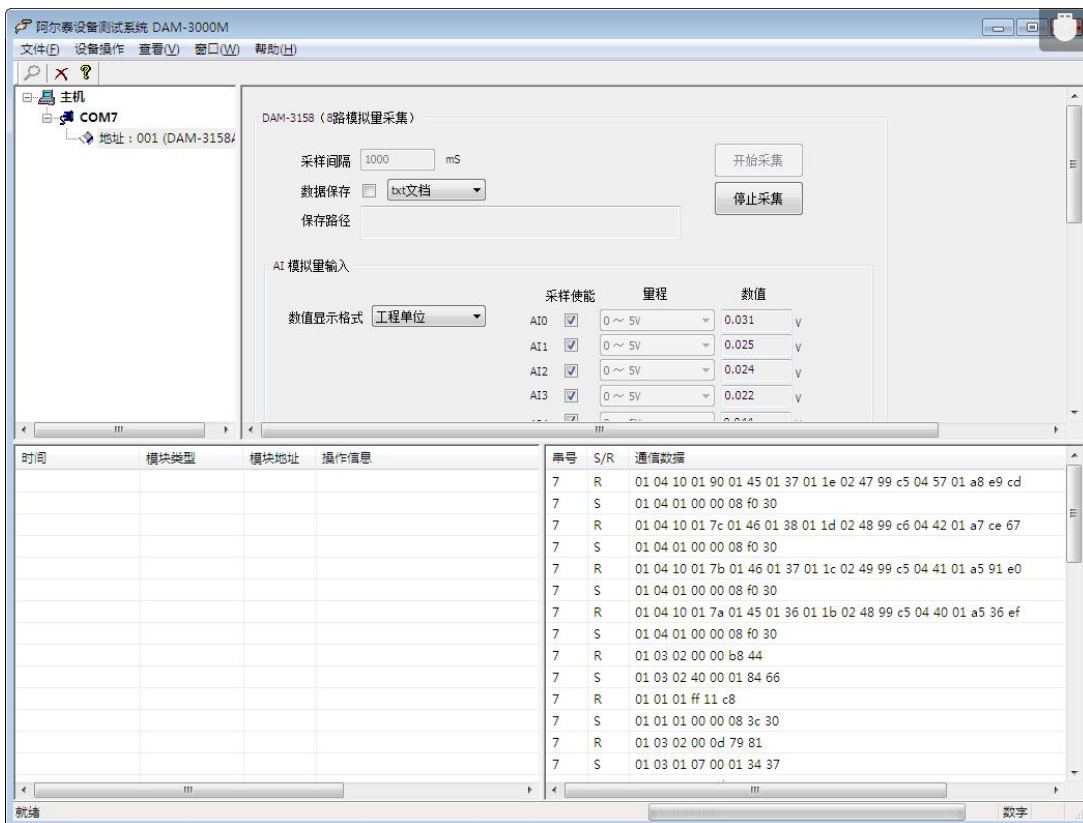 阿尔泰设备测试系统 DAM-3000M
文件(F) 设备操作 查看(V) 窗口(W) 帮助(H)
主机
COM7
地址：001 (DAM-3158A
DAM-3158（8路模拟量采集）
采样间隔 1000 mS 开始采集
数据保存 txt文档 停止采集
保存路径
AI 模拟量输入
采样使能 量程 数值
数值显示格式 工程单位
AI0 0～5V 0.031 V
AI1 0～5V 0.025 V
AI2 0～5V 0.024 V
AI3 0～5V 0.022 V
时间 模块类型 模块地址 操作信息
串号 S/R 通信数据
7 R 01 04 10 01 90 01 45 01 37 01 1e 02 47 99 c5 04 57 01 a8 e9 cd
7 S 01 04 01 00 00 08 f0 30
7 R 01 04 10 01 7c 01 46 01 38 01 1d 02 48 99 c6 04 42 01 a7 ce 67
7 S 01 04 01 00 00 08 f0 30
7 R 01 04 10 01 7b 01 46 01 37 01 1c 02 49 99 c5 04 41 01 a5 91 e0
7 S 01 04 01 00 00 08 f0 30
7 R 01 04 10 01 7a 01 45 01 36 01 1b 02 48 99 c5 04 40 01 a5 36 ef
7 S 01 04 01 00 00 08 f0 30
7 R 01 03 02 00 00 b8 44
7 S 01 03 02 40 00 01 84 66
7 R 01 01 01 ff 11 c8
7 S 01 01 01 00 00 08 3c 30
7 R 01 03 02 00 0d 79 81
7 S 01 03 01 07 00 01 34 37
就绪 数字